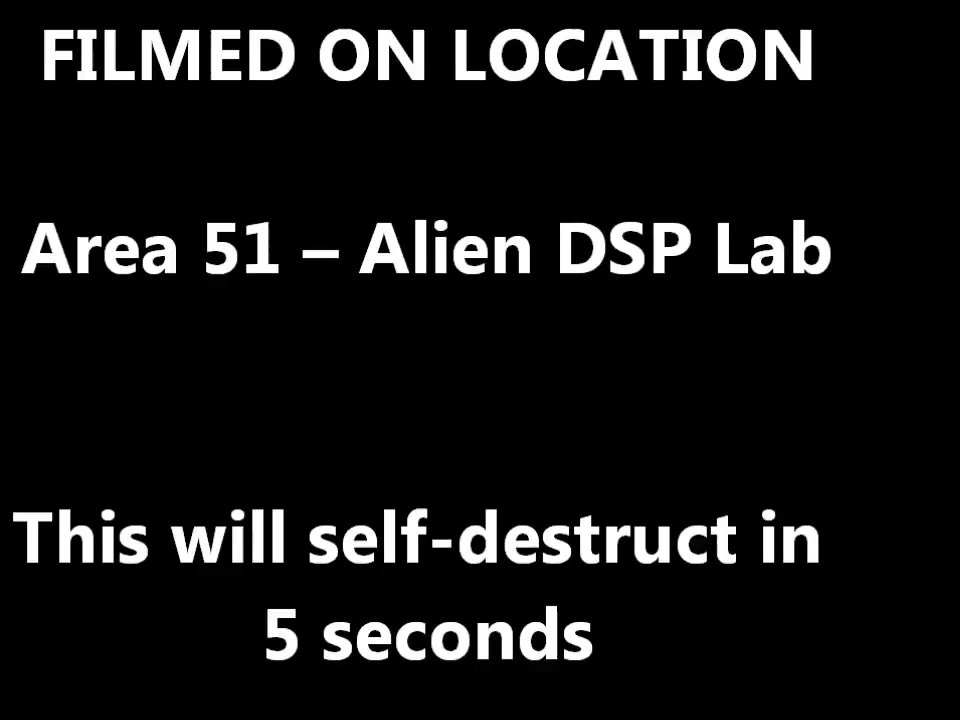 FILMED ON LOCATION
Area 51 – Alien DSP Lab
This will self-destruct in
5 seconds